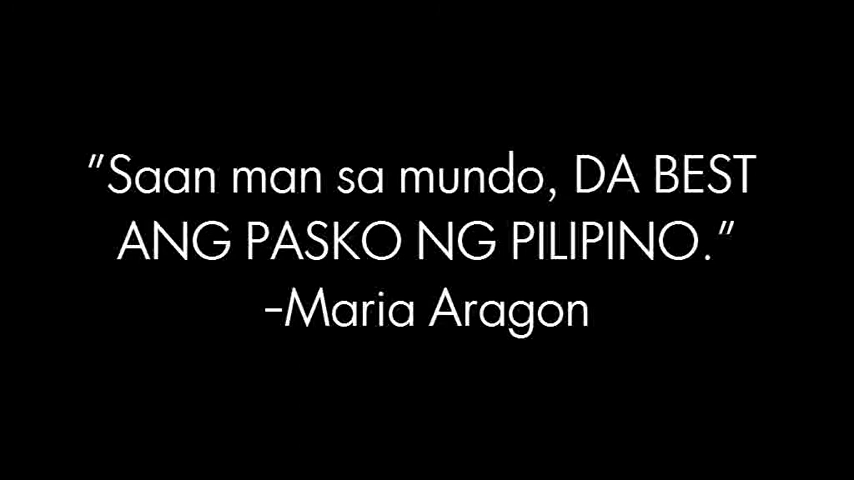 "Saan man sa mundo, DA BEST
ANG PASKO NG PILIPINO."
-Maria Aragon